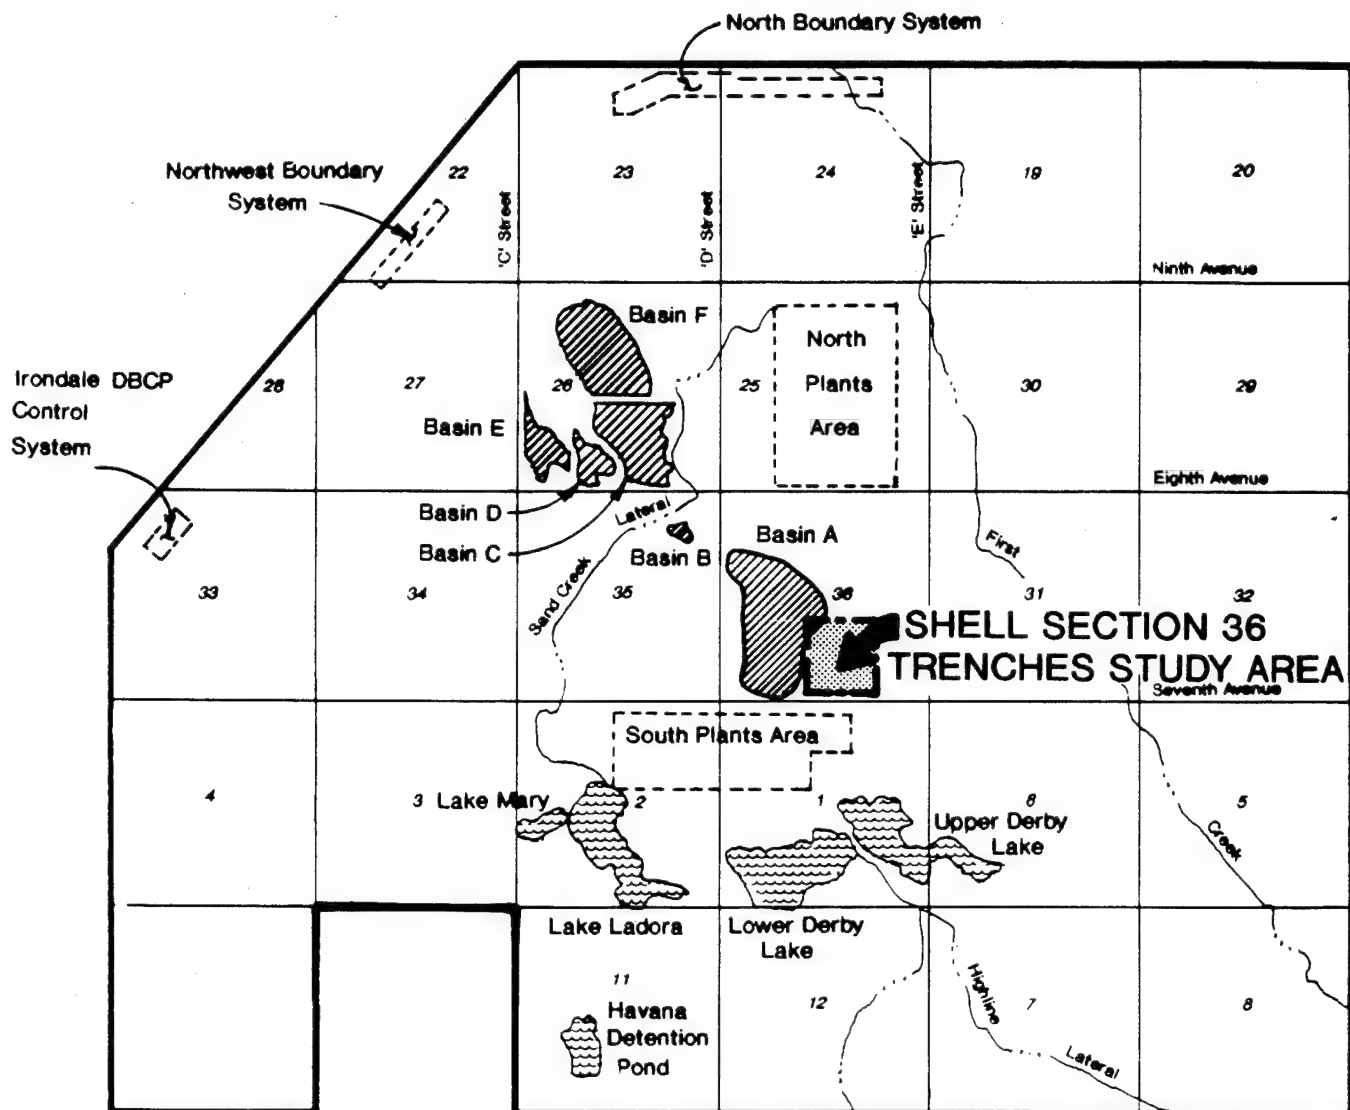 North Boundary System
Northwest Boundary
System
22
23
24
19
20
'C' Street
'D' Street
'E' Street
Ninth Avenue
Basin F
North
Plants
Area
Irondale DBCP
Control
System
28
27
26
25
30
29
Basin E
Eighth Avenue
Basin D
Lateral
Basin C
Basin B
Basin A
First
Sand Creek
33
34
35
36
31
32
SHELL SECTION 36
TRENCHES STUDY AREA
Seventh Avenue
South Plants Area
4
3
Lake Mary
2
1
6
5
Upper Derby
Lake
Creek
Lake Ladora
Lower Derby
Lake
11
12
Highline
7
8
Havana
Detention
Pond
Lateral